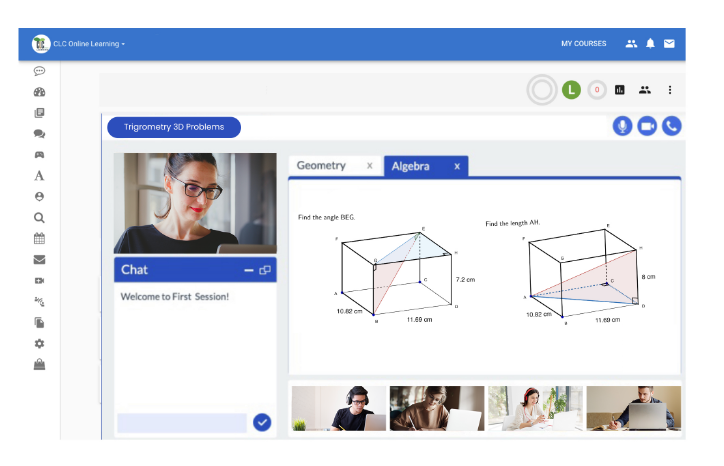 CLC Online Learning
MY COURSES
L
0
Trigrometry 3D Problems
Geometry x
Algebra x
Chat
Welcome to First Session!
Find the angle BEG.
F
E
G
H
A
C
B
D
7.2 cm
10.82 cm
11.69 cm
Find the length AH.
F
E
G
H
A
C
B
D
8 cm
10.82 cm
11.69 cm
A